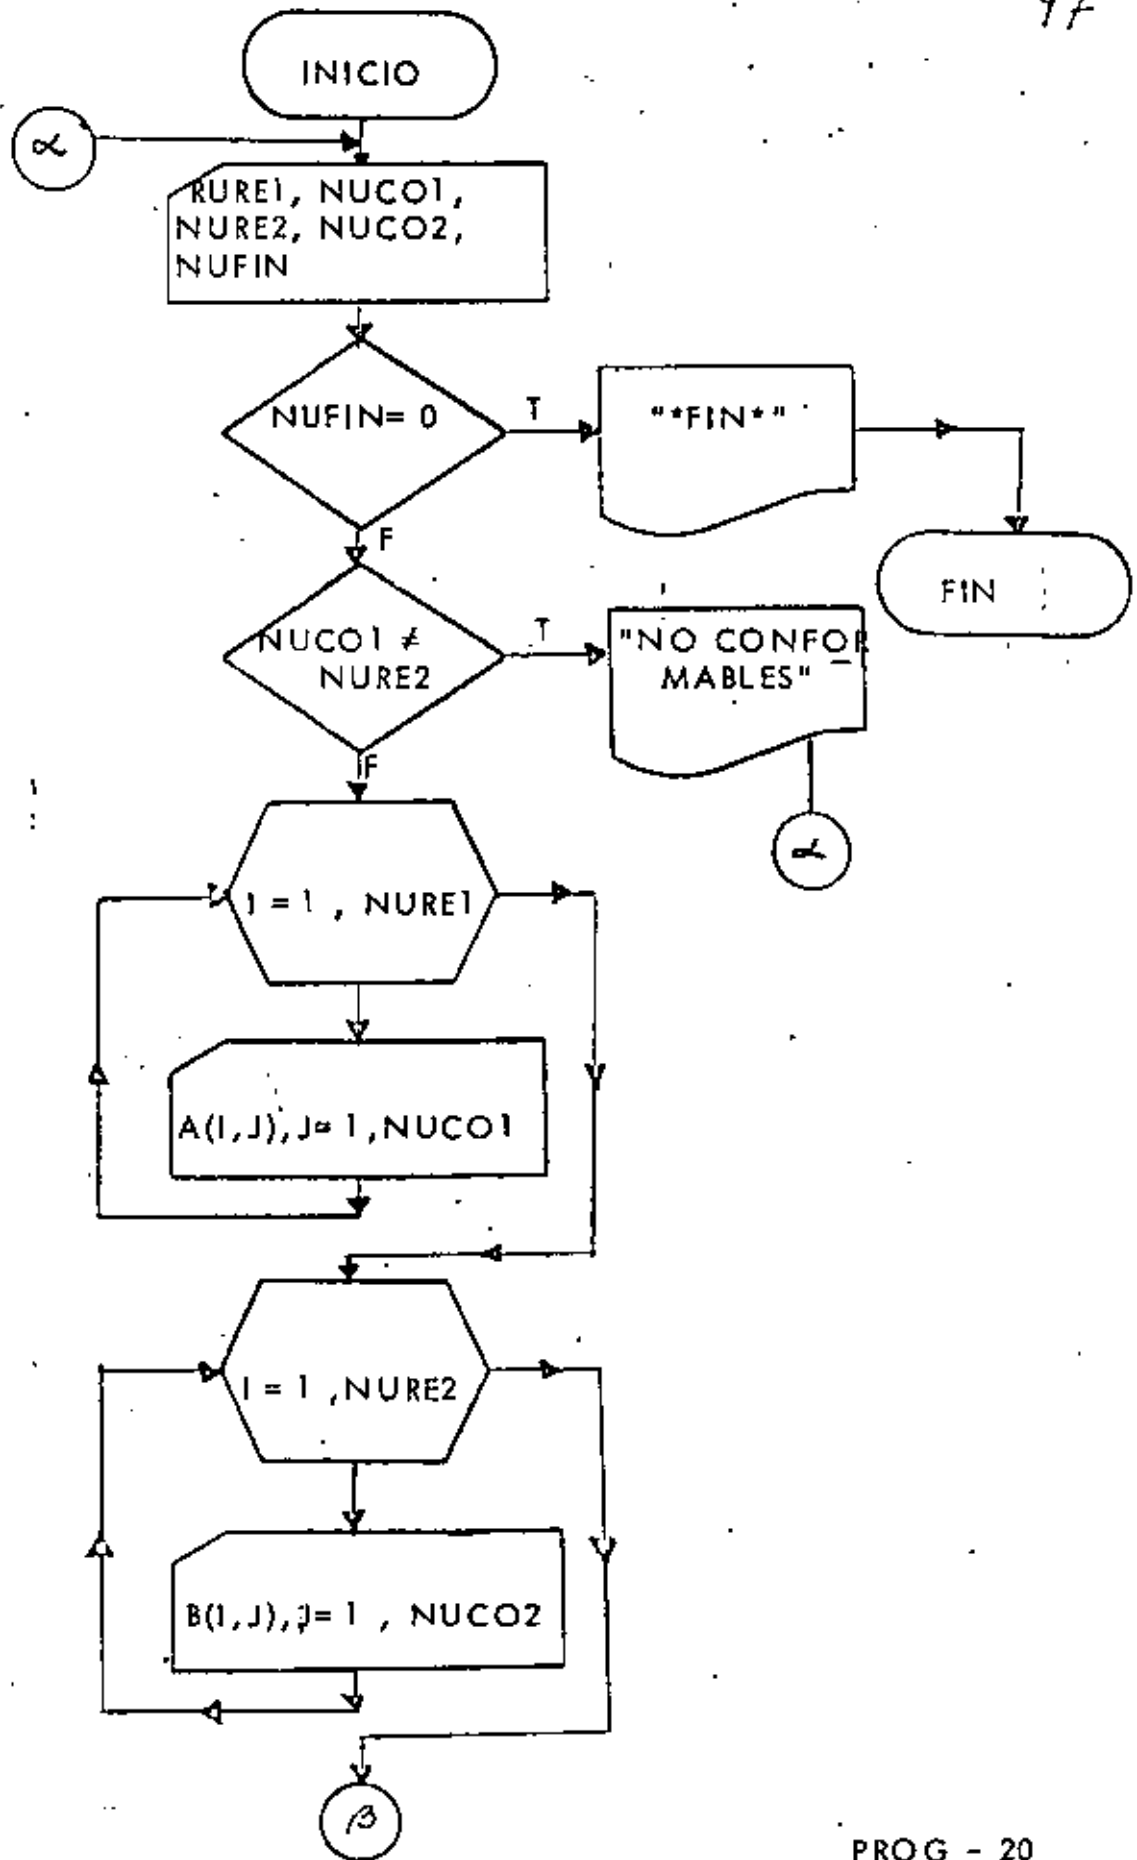 INICIO
α
RURE1, NUCO1,
NURE2, NUCO2,
NUFIN
NUFIN= 0
T
"*FIN*"
F
FIN
NUCO1 ≠
NURE2
T
"NO CONFOR
MABLES"
F
α
I = 1 , NURE1
A(I,J),J= 1,NUCO1
I = 1 ,NURE2
B(I,J),J= 1 , NUCO2
β
PROG - 20